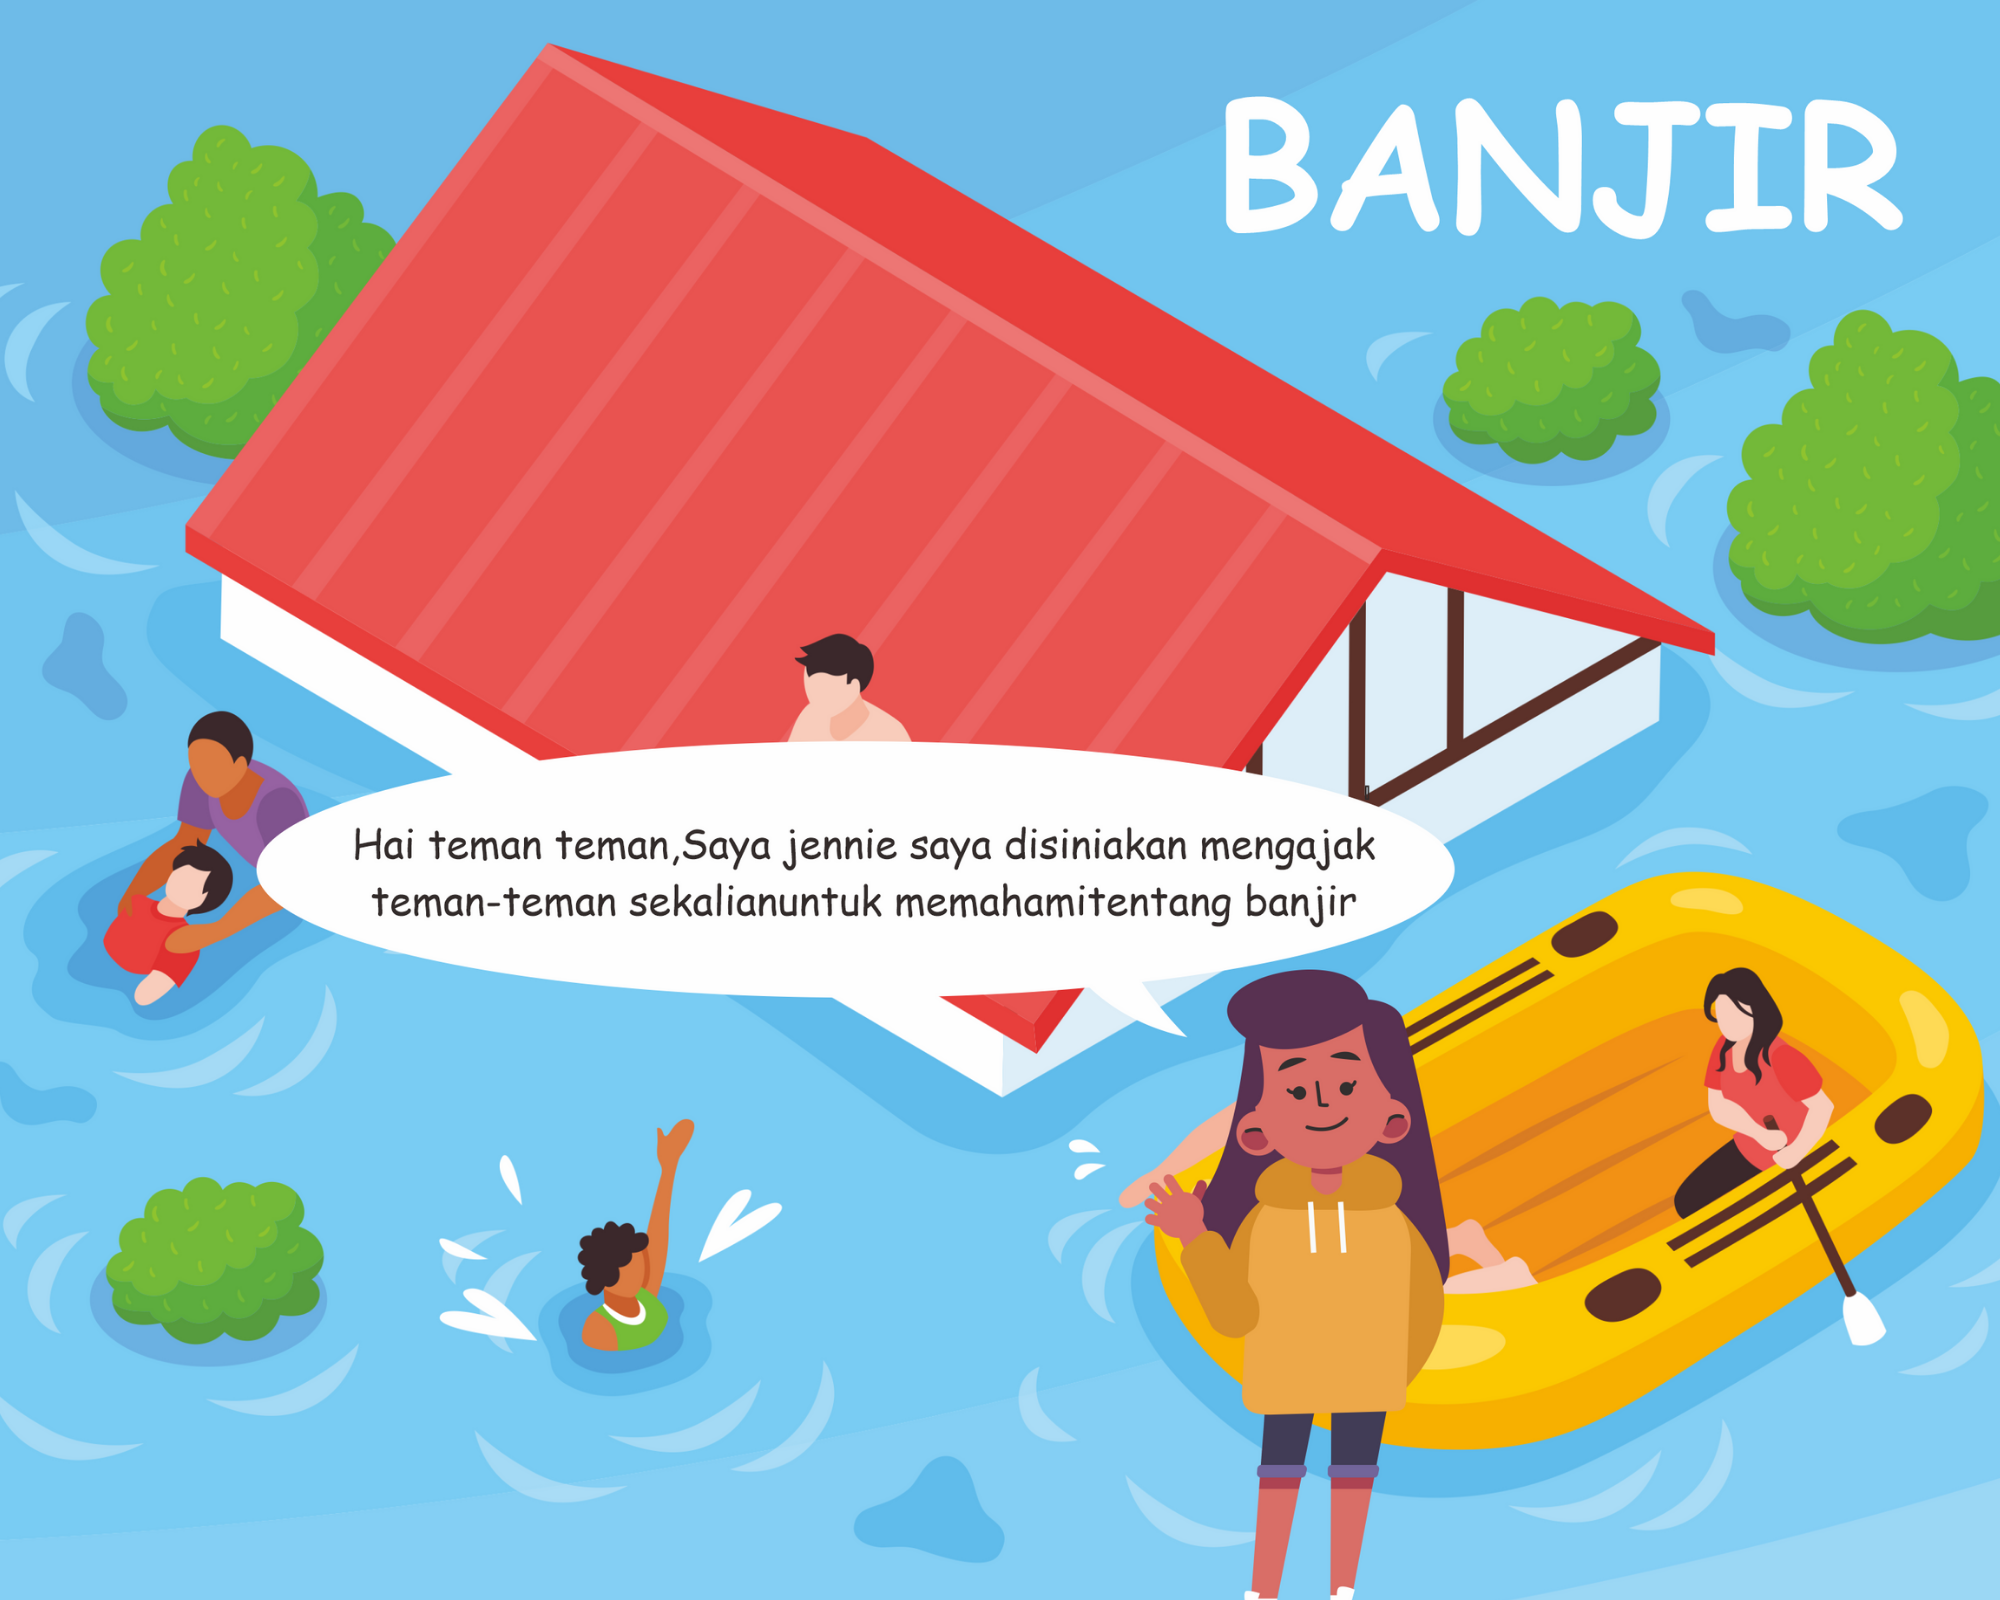 BANJIR
Hai teman teman,Saya jennie saya disiniakan mengajak
teman-teman sekalianuntuk memahamitentang banjir